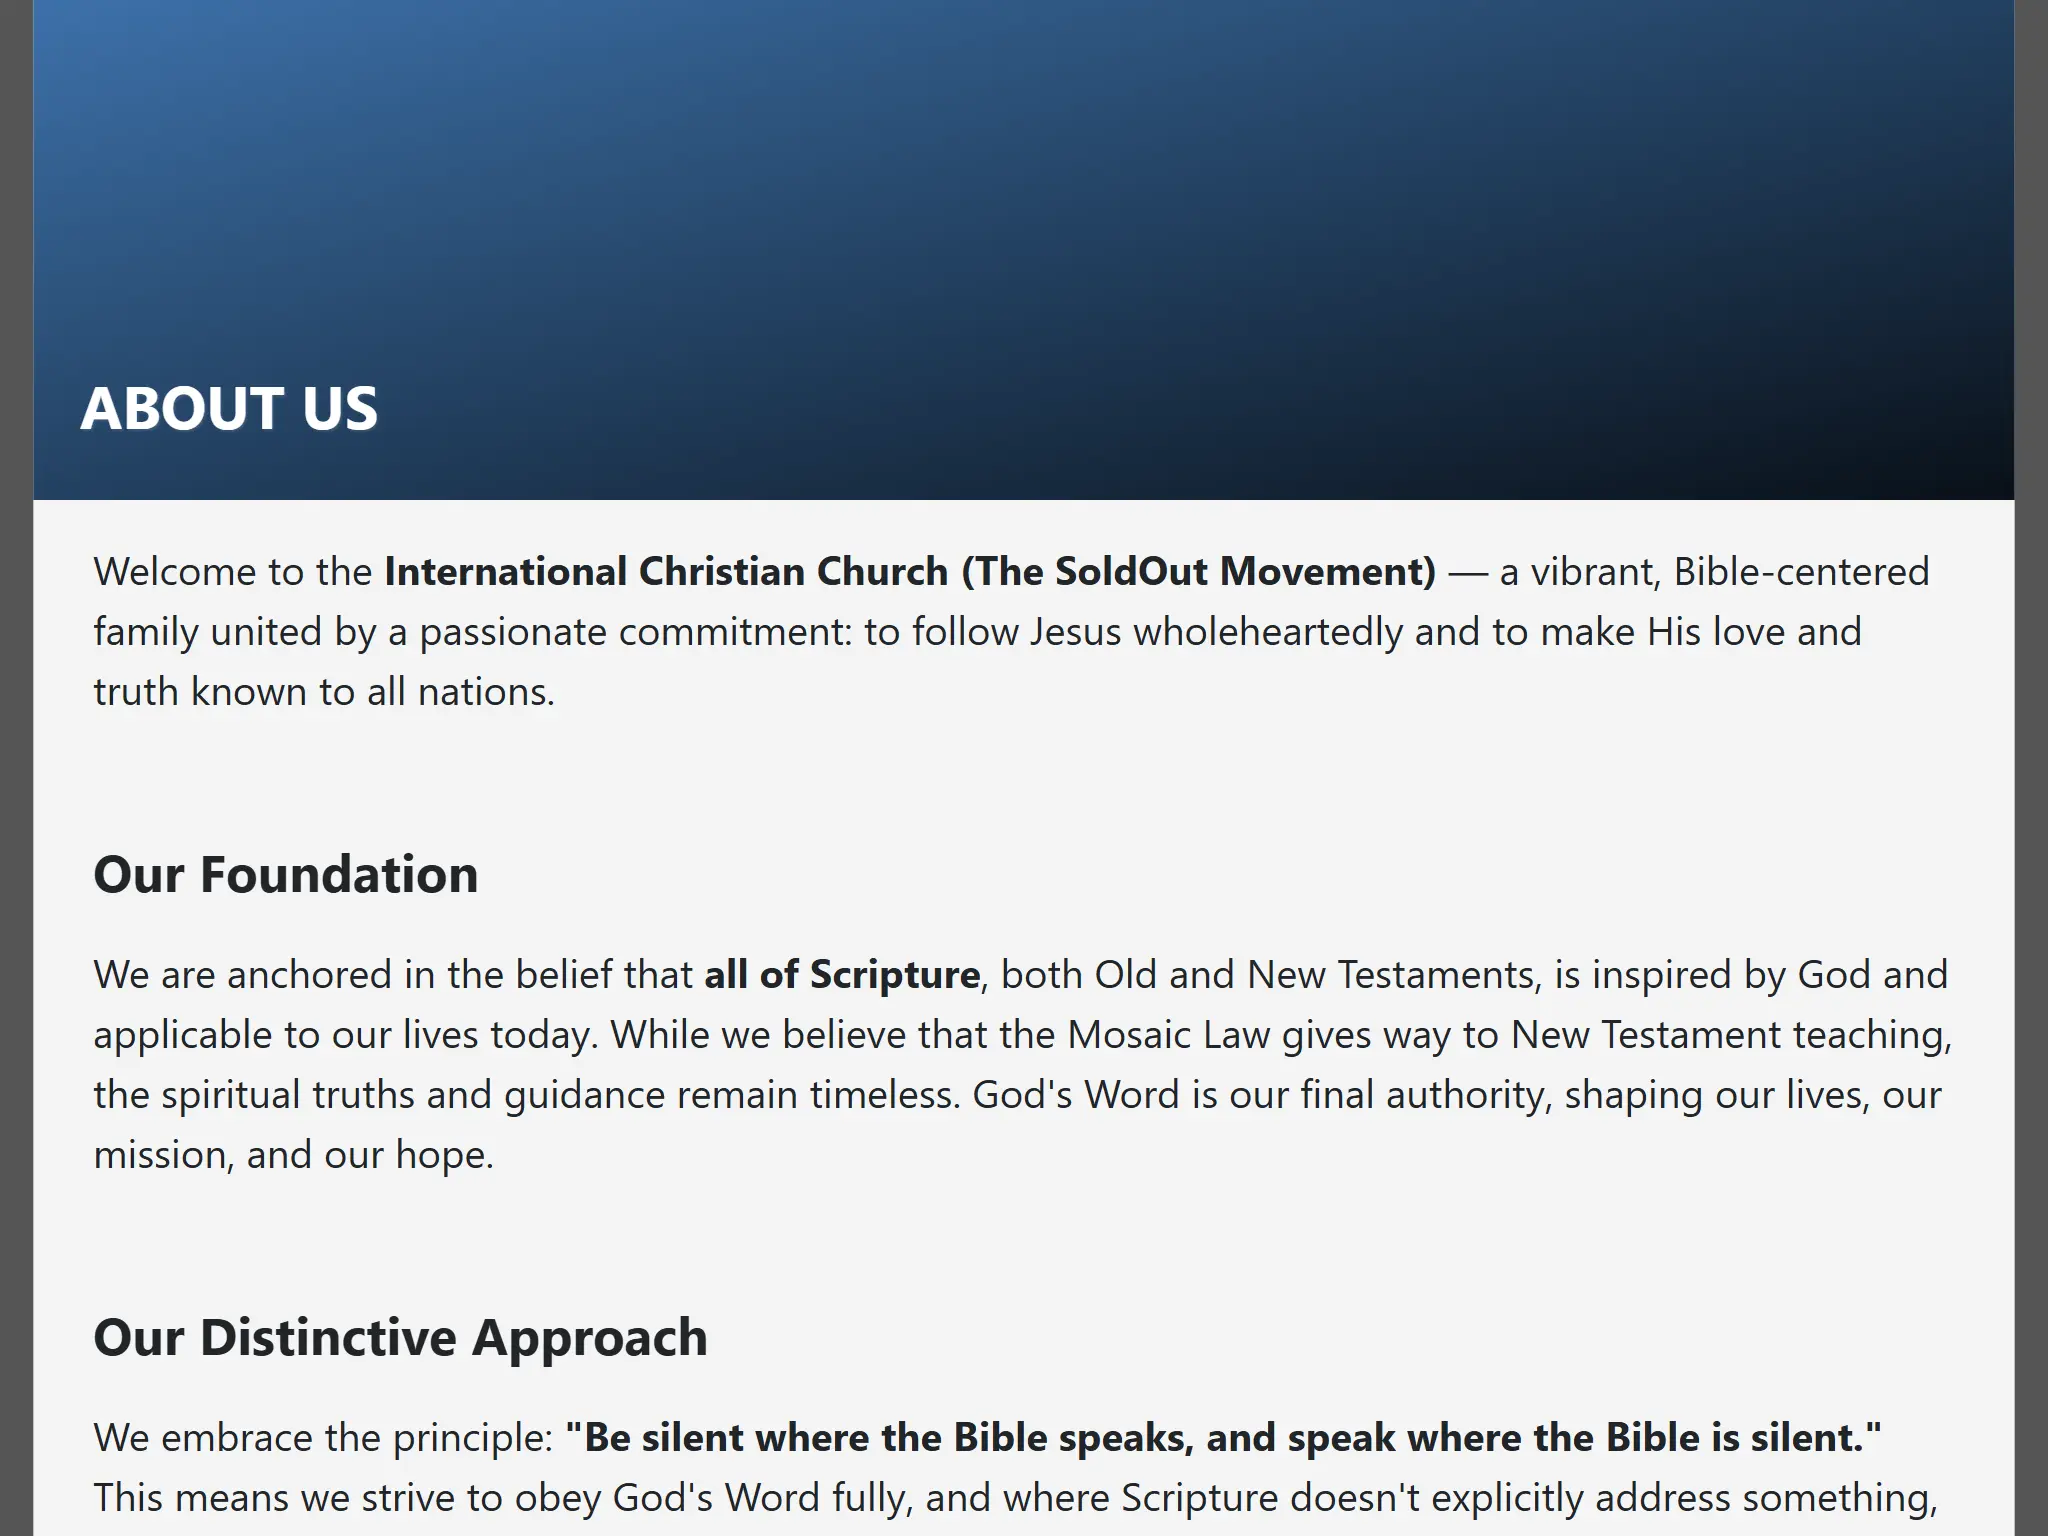 ABOUT US
Welcome to the International Christian Church (The SoldOut Movement) — a vibrant, Bible-centered
family united by a passionate commitment: to follow Jesus wholeheartedly and to make His love and
truth known to all nations.
Our Foundation
We are anchored in the belief that all of Scripture, both Old and New Testaments, is inspired by God and
applicable to our lives today. While we believe that the Mosaic Law gives way to New Testament teaching,
the spiritual truths and guidance remain timeless. God's Word is our final authority, shaping our lives, our
mission, and our hope.
Our Distinctive Approach
We embrace the principle: "Be silent where the Bible speaks, and speak where the Bible is silent."
This means we strive to obey God's Word fully, and where Scripture doesn't explicitly address something,